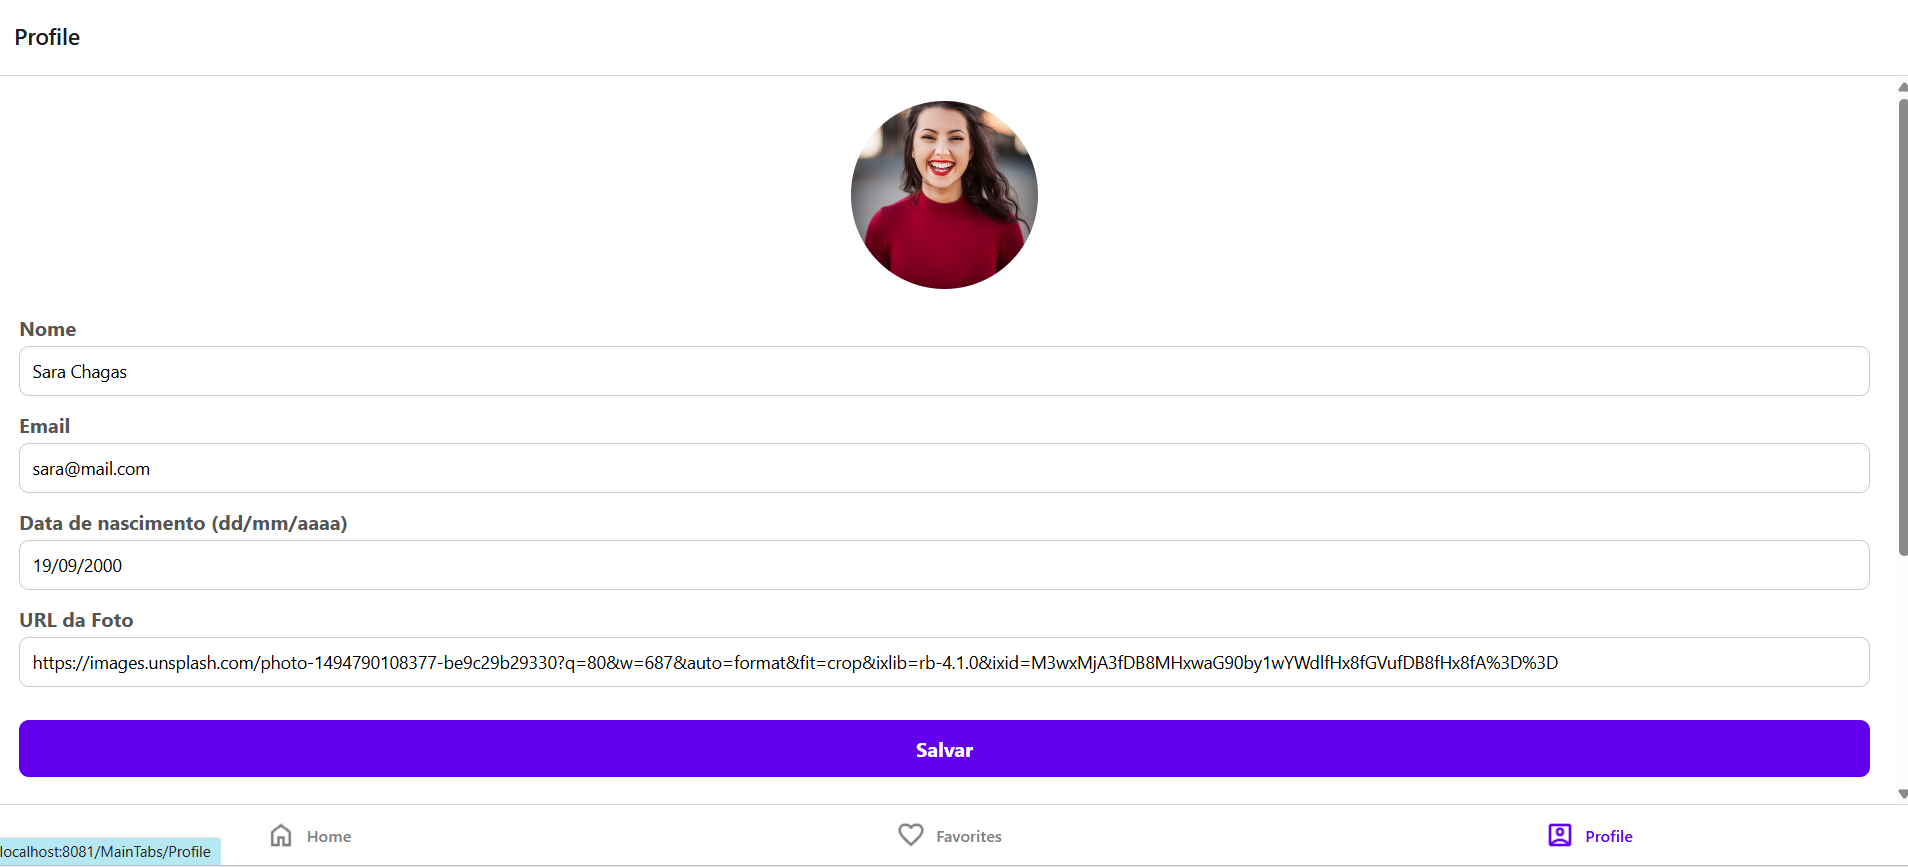 Profile
Nome
Sara Chagas
Email
sara@mail.com
Data de nascimento (dd/mm/aaaa)
19/09/2000
URL da Foto
https://images.unsplash.com/photo-1494790108377-be9c29b29330?q=80&w=687&auto=format&fit=crop&ixlib=rb-4.1.0&ixid=M3wxMjA3fDB8MHxwaG90by1wYWdlfHx8fGVufDB8fHx8fA%3D%3D
Salvar
Home
Favorites
Profile
localhost:8081/MainTabs/Profile